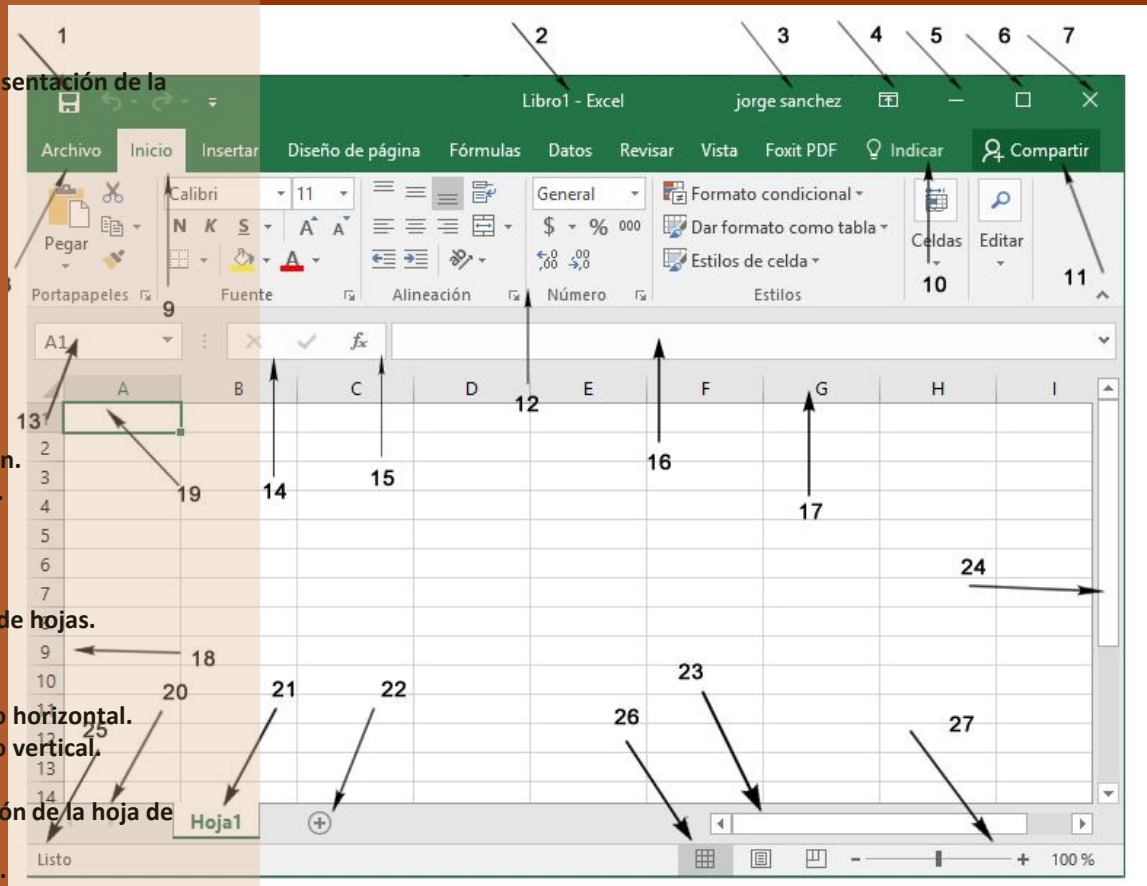 1 2 3 4 5 6 7
sentación de la
Libro1 - Excel jorge sanchez
Archivo Inicio Insertar Diseño de página Fórmulas Datos Revisar Vista Foxit PDF Indicar Compartir
Calibri 11 General Formato condicional
N K S A A $ % 000 Dar formato como tabla
Pegar Celdas Editar
A ,00 ,00 Estilos de celda
Portapapeles Fuente Alineación Número Estilos 10 11
9
A1 fx
A B C D E F G H I
12
13 1
2
n. 16
3 15
19 14
4 17
5
6 24
7
de hojas.
9 18
10 23
20 21 22
o horizontal. 26 27
25
o vertical.
13
14
ón de la hoja de
Hoja1
Listo 100 %